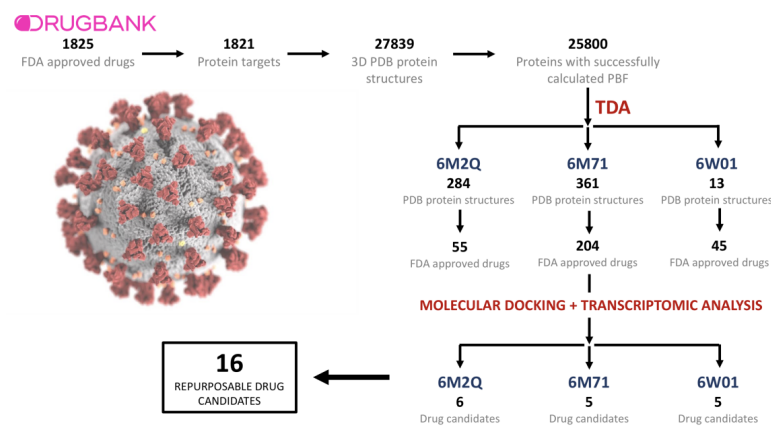 DRUGBANK
1825
FDA approved drugs
1821
Protein targets
27839
3D PDB protein
structures
25800
Proteins with successfully
calculated PBF
TDA
6M2Q
284
PDB protein structures
6M71
361
PDB protein structures
6W01
13
PDB protein structures
55
FDA approved drugs
204
FDA approved drugs
45
FDA approved drugs
MOLECULAR DOCKING + TRANSCRIPTOMIC ANALYSIS
6M2Q
6
Drug candidates
6M71
5
Drug candidates
6W01
5
Drug candidates
16
REPURPOSABLE DRUG
CANDIDATES